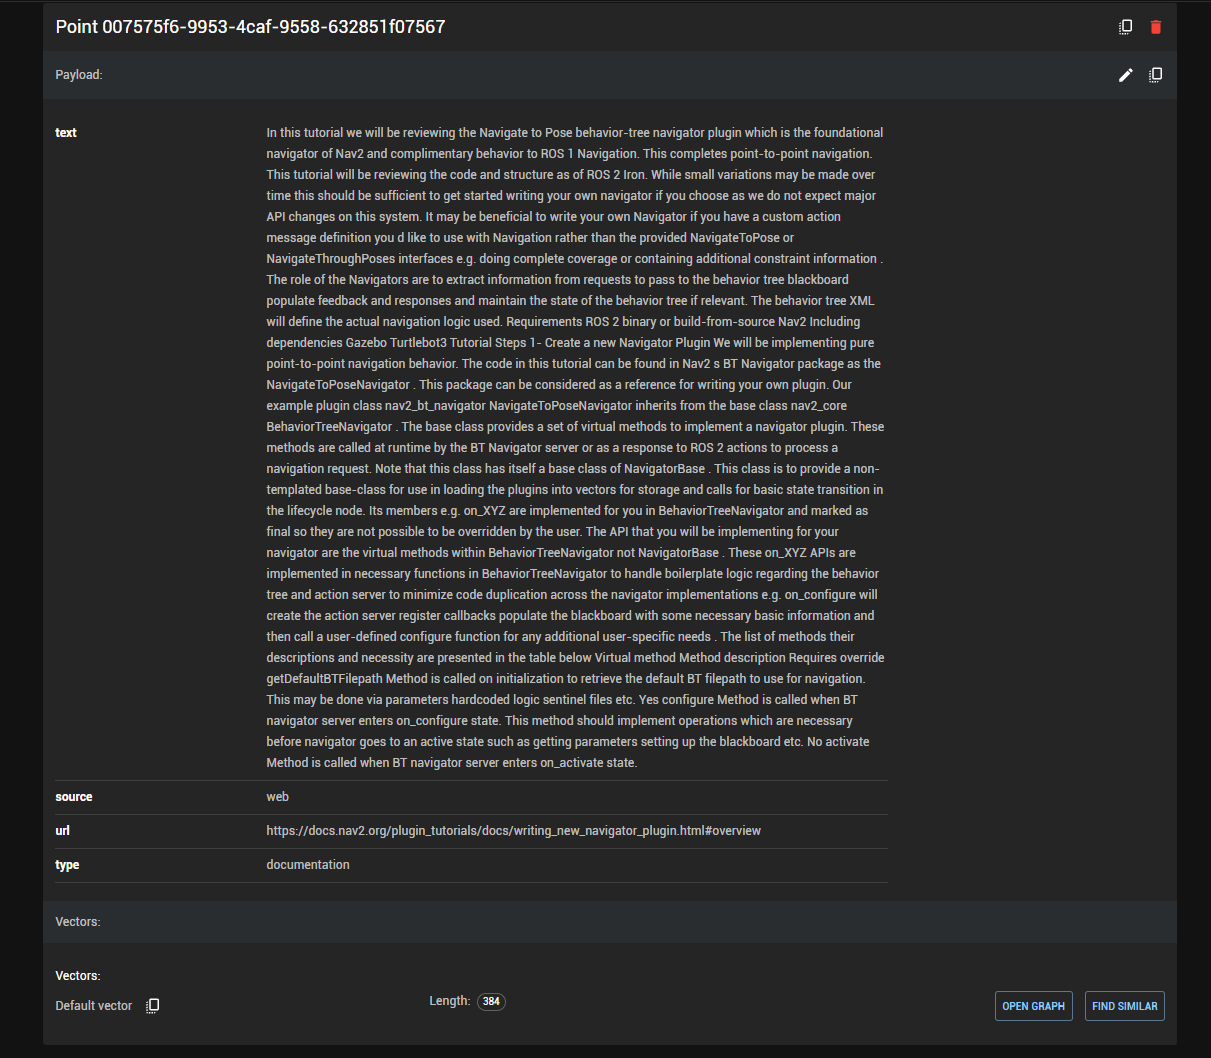 Point 007575f6-9953-4caf-9558-632851f07567
Payload:
text
In this tutorial we will be reviewing the Navigate to Pose behavior-tree navigator plugin which is the foundational
navigator of Nav2 and complimentary behavior to ROS 1 Navigation. This completes point-to-point navigation.
This tutorial will be reviewing the code and structure as of ROS 2 Iron. While small variations may be made over
time this should be sufficient to get started writing your own navigator if you choose as we do not expect major
API changes on this system. It may be beneficial to write your own Navigator if you have a custom action
message definition you d like to use with Navigation rather than the provided NavigateToPose or
NavigateThroughPoses interfaces e.g. doing complete coverage or containing additional constraint information .
The role of the Navigators are to extract information from requests to pass to the behavior tree blackboard
populate feedback and responses and maintain the state of the behavior tree if relevant. The behavior tree XML
will define the actual navigation logic used. Requirements ROS 2 binary or build-from-source Nav2 Including
dependencies Gazebo Turtlebot3 Tutorial Steps 1- Create a new Navigator Plugin We will be implementing pure
point-to-point navigation behavior. The code in this tutorial can be found in Nav2 s BT Navigator package as the
NavigateToPoseNavigator . This package can be considered as a reference for writing your own plugin. Our
example plugin class nav2_bt_navigator NavigateToPoseNavigator inherits from the base class nav2_core
BehaviorTreeNavigator . The base class provides a set of virtual methods to implement a navigator plugin. These
methods are called at runtime by the BT Navigator server or as a response to ROS 2 actions to process a
navigation request. Note that this class has itself a base class of NavigatorBase . This class is to provide a non-
templated base-class for use in loading the plugins into vectors for storage and calls for basic state transition in
the lifecycle node. Its members e.g. on_XYZ are implemented for you in BehaviorTreeNavigator and marked as
final so they are not possible to be overridden by the user. The API that you will be implementing for your
navigator are the virtual methods within BehaviorTreeNavigator not NavigatorBase . These on_XYZ APIs are
implemented in necessary functions in BehaviorTreeNavigator to handle boilerplate logic regarding the behavior
tree and action server to minimize code duplication across the navigator implementations e.g. on_configure will
create the action server register callbacks populate the blackboard with some necessary basic information and
then call a user-defined configure function for any additional user-specific needs . The list of methods their
descriptions and necessity are presented in the table below Virtual method Method description Requires override
getDefaultBTFilepath Method is called on initialization to retrieve the default BT filepath to use for navigation.
This may be done via parameters hardcoded logic sentinel files etc. Yes configure Method is called when BT
navigator server enters on_configure state. This method should implement operations which are necessary
before navigator goes to an active state such as getting parameters setting up the blackboard etc. No activate
Method is called when BT navigator server enters on_activate state.
source
web
url
https://docs.nav2.org/plugin_tutorials/docs/writing_new_navigator_plugin.html#overview
type
documentation
Vectors:
Vectors:
Default vector
Length: 384
OPEN GRAPH
FIND SIMILAR